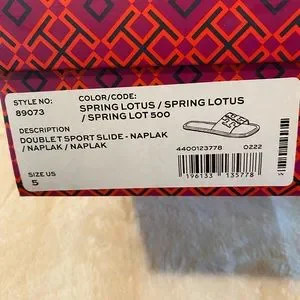 STYLE NO:
89073
COLOR/CODE:
SPRING LOTUS / SPRING LOTUS
/ SPRING LOT 500
DESCRIPTION
DOUBLE T SPORT SLIDE - NAPLAK
/ NAPLAK / NAPLAK
SIZE US
5
4400123778 0222
196133 135778